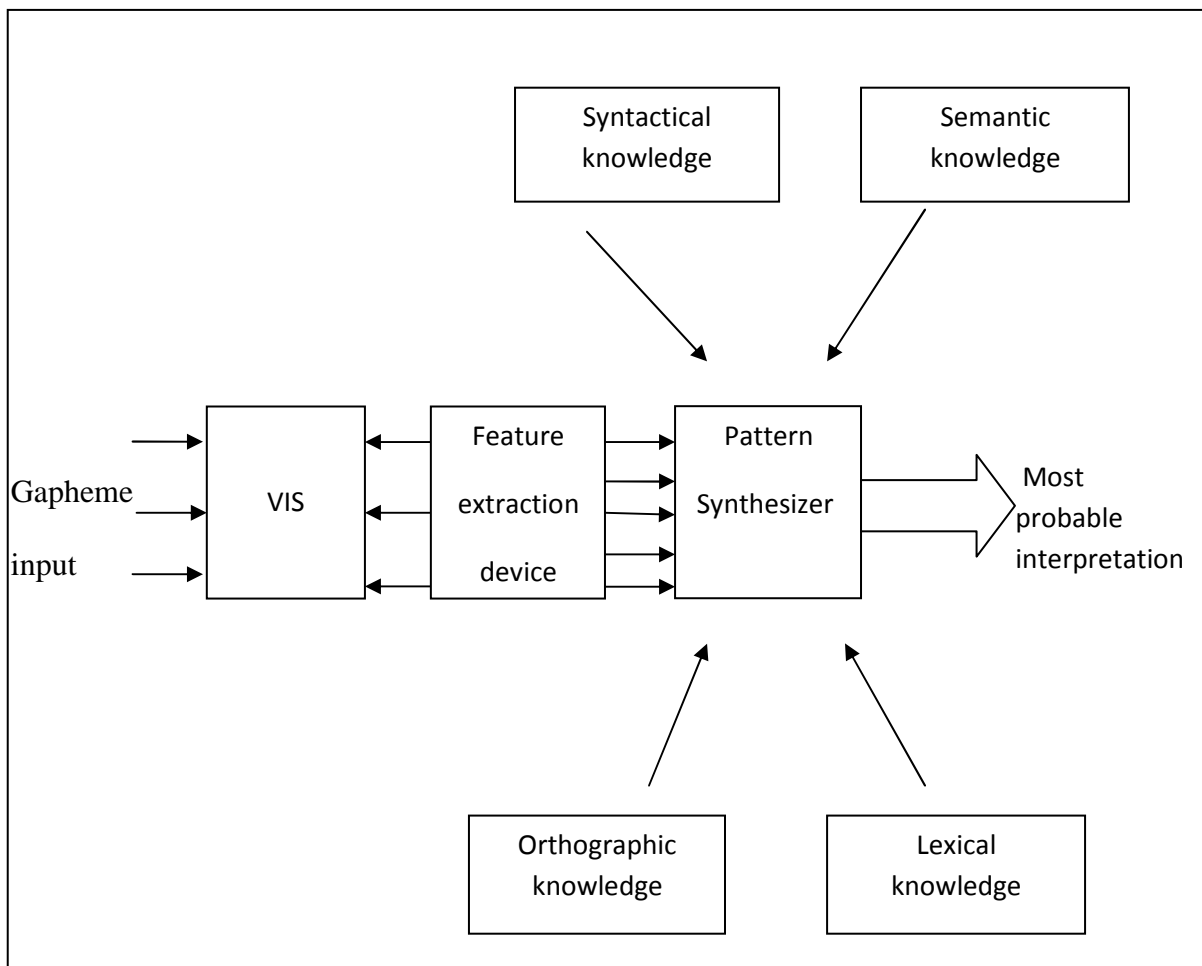 Syntactical
knowledge
Semantic
knowledge
Gapheme
input
VIS
Feature
extraction
device
Pattern
Synthesizer
Most
probable
interpretation
Orthographic
knowledge
Lexical
knowledge